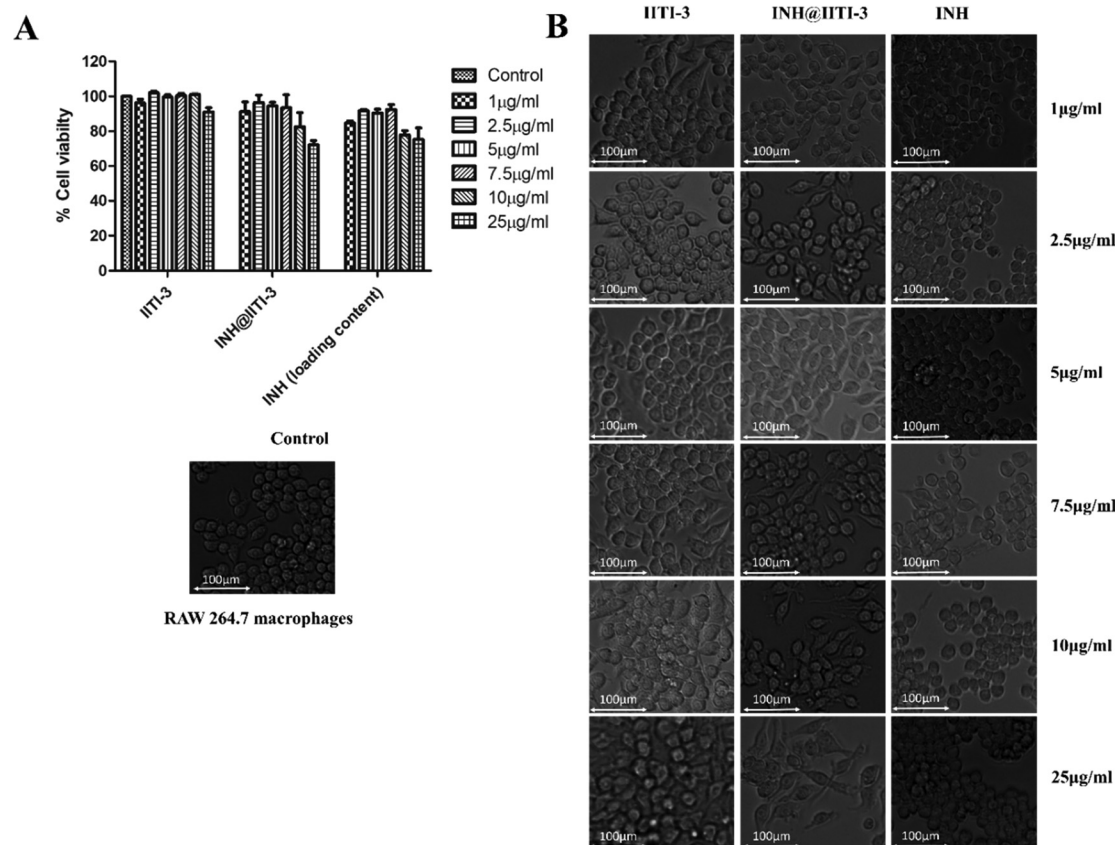 A
120
100
80
60
40
20
0
% Cell viabilty
IITI-3
INH@IITI-3
INH (loading content)
Control
1µg/ml
2.5µg/ml
5µg/ml
7.5µg/ml
10µg/ml
25µg/ml
Control
100µm
RAW 264.7 macrophages
B
IITI-3 INH@IITI-3 INH
100µm 100µm 100µm 1µg/ml
100µm 100µm 100µm 2.5µg/ml
100µm 100µm 100µm 5µg/ml
100µm 100µm 100µm 7.5µg/ml
100µm 100µm 100µm 10µg/ml
100µm 100µm 100µm 25µg/ml